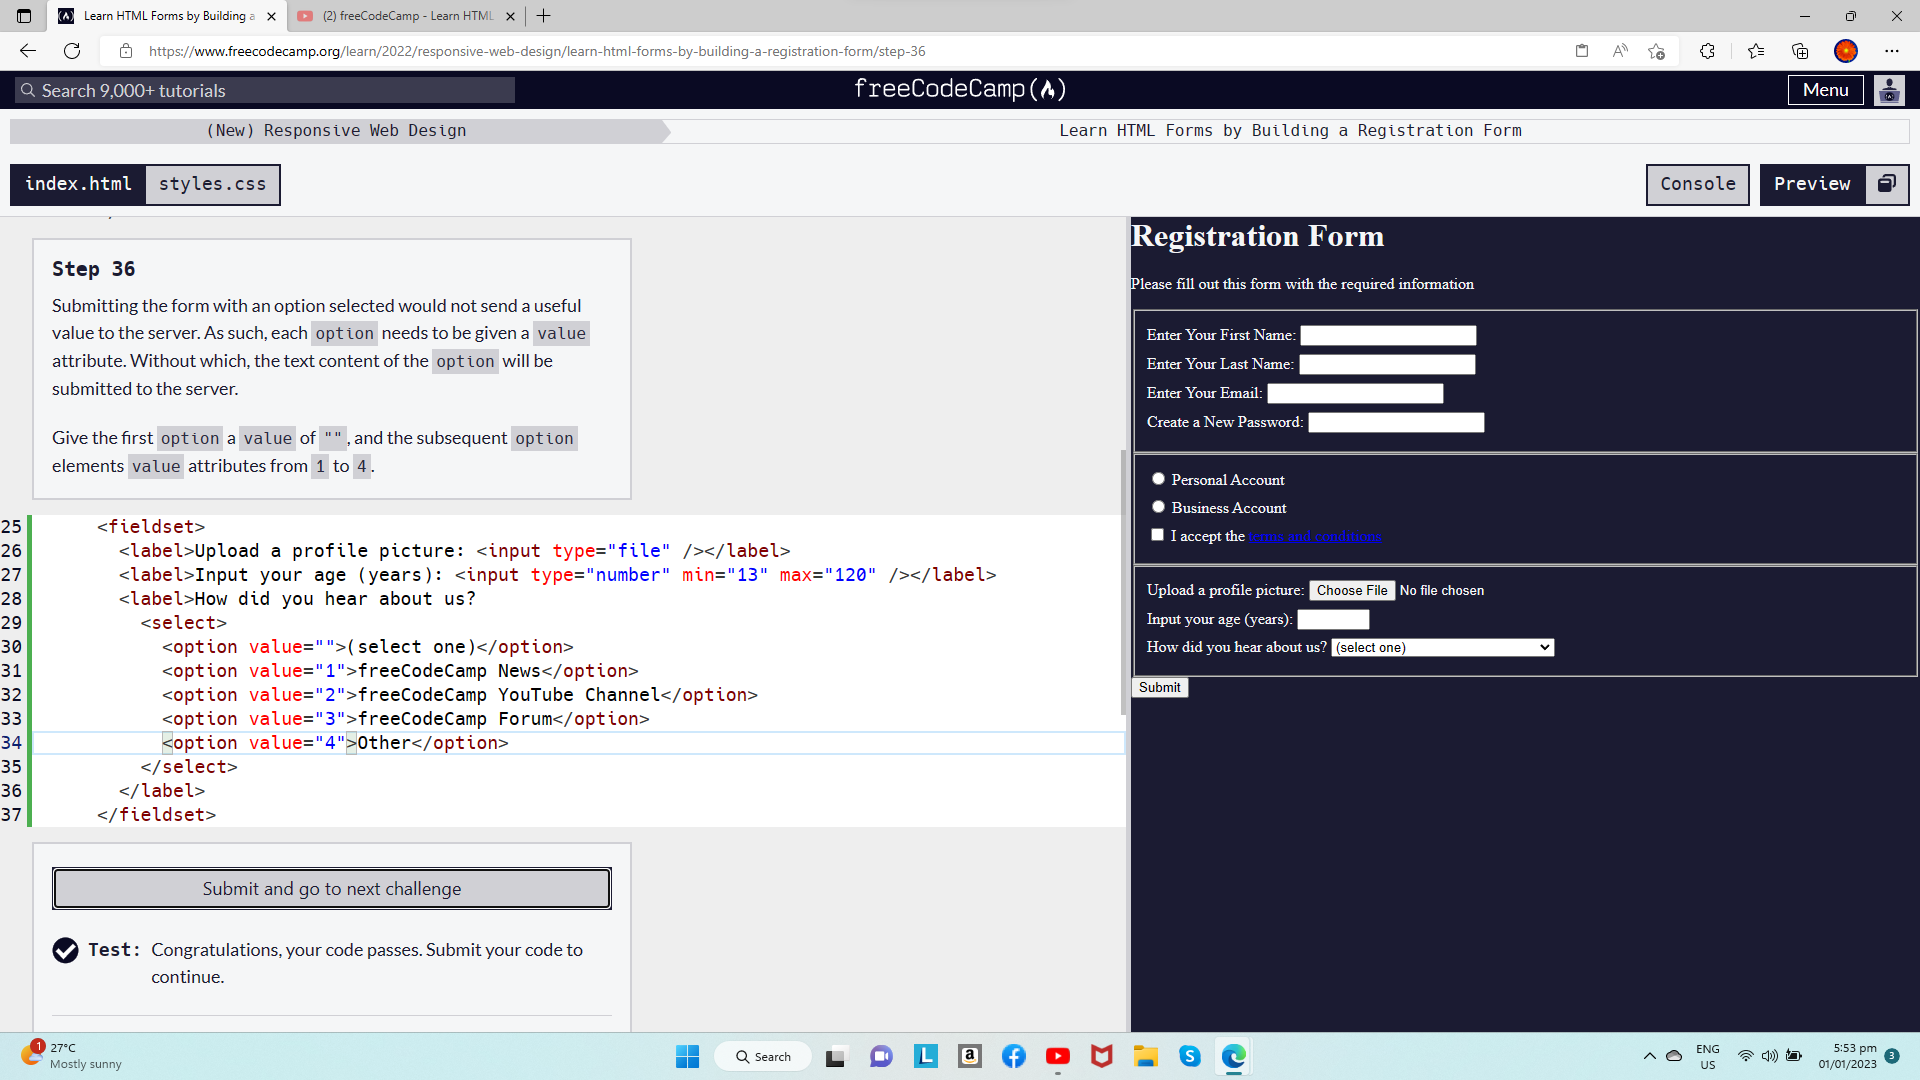 Learn HTML Forms by Building a
(2) freeCodeCamp - Learn HTML
https://www.freecodecamp.org/learn/2022/responsive-web-design/learn-html-forms-by-building-a-registration-form/step-36
Search 9,000+ tutorials
freeCodeCamp
Menu
(New) Responsive Web Design
Learn HTML Forms by Building a Registration Form
index.html
styles.css
Console
Preview
Step 36
Submitting the form with an option selected would not send a useful
value to the server. As such, each option needs to be given a value
attribute. Without which, the text content of the option will be
submitted to the server.
Give the first option a value of "", and the subsequent option
elements value attributes from 1 to 4.
25 <fieldset>
26 <label>Upload a profile picture: <input type="file" /></label>
27 <label>Input your age (years): <input type="number" min="13" max="120" /></label>
28 <label>How did you hear about us?
29 <select>
30 <option value="">(select one)</option>
31 <option value="1">freeCodeCamp News</option>
32 <option value="2">freeCodeCamp YouTube Channel</option>
33 <option value="3">freeCodeCamp Forum</option>
34 <option value="4">Other</option>
35 </select>
36 </label>
37 </fieldset>
Submit and go to next challenge
Test: Congratulations, your code passes. Submit your code to
continue.
Registration Form
Please fill out this form with the required information
Enter Your First Name:
Enter Your Last Name:
Enter Your Email:
Create a New Password:
Personal Account
Business Account
I accept the terms and conditions
Upload a profile picture: Choose File No file chosen
Input your age (years):
How did you hear about us? (select one)
Submit
1
27°C
Mostly sunny
Search
ENG
US
5:53 pm
01/01/2023
3